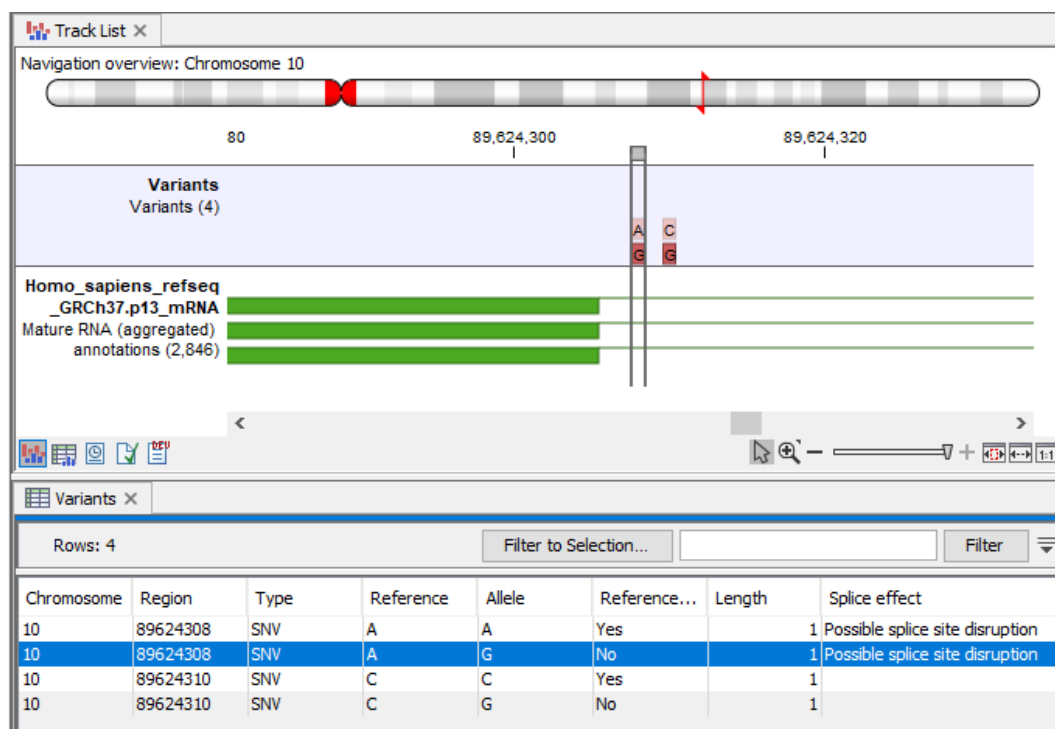 Track List
Navigation overview: Chromosome 10
80 89,624,300 89,624,320
Variants
Variants (4)
A C
G G
Homo_sapiens_refseq
_GRCh37.p13_mRNA
Mature RNA (aggregated)
annotations (2,846)
DEV
1:1
Variants
Rows: 4 Filter to Selection... Filter
Chromosome Region Type Reference Allele Reference... Length Splice effect
10 89624308 SNV A A Yes 1 Possible splice site disruption
10 89624308 SNV A G No 1 Possible splice site disruption
10 89624310 SNV C C Yes 1
10 89624310 SNV C G No 1